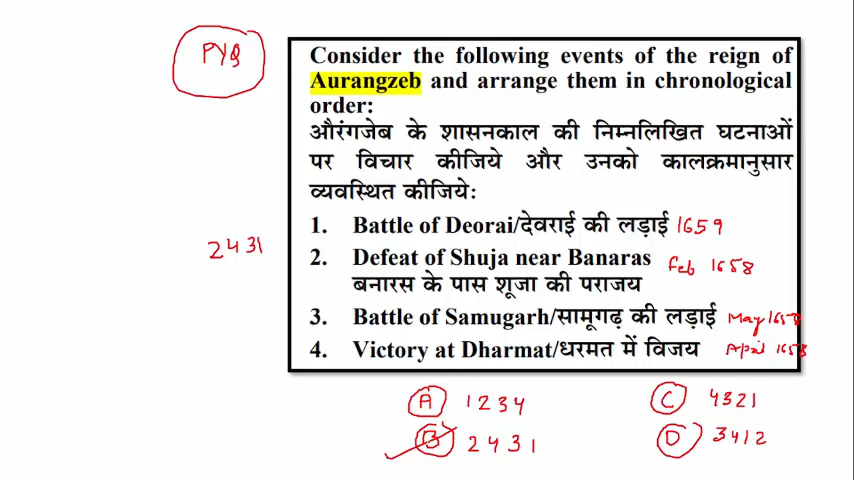 PYQ
Consider the following events of the reign of
Aurangzeb and arrange them in chronological
order:
औरंगजेब के शासनकाल की निम्नलिखित घटनाओं
पर विचार कीजिये और उनको कालक्रमानुसार
व्यवस्थित कीजिये:
1. Battle of Deorai/देवराई की लड़ाई 1659
2431
2. Defeat of Shuja near Banaras Feb 1658
बनारस के पास शूजा की पराजय
3. Battle of Samugarh/सामूगढ़ की लड़ाई May 1658
4. Victory at Dharmat/धरमत में विजय April 1658
A 1234 C 4321
B 2431 D 3412